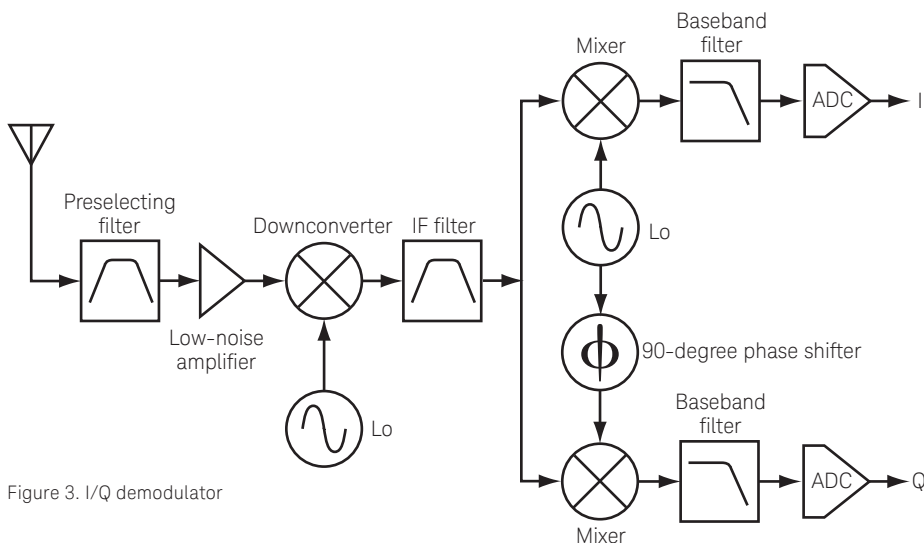 Mixer
Baseband
filter
ADC
I
Preselecting
filter
Downconverter
IF filter
Lo
Low-noise
amplifier
90-degree phase shifter
Lo
Baseband
filter
ADC
Q
Mixer
Figure 3. I/Q demodulator